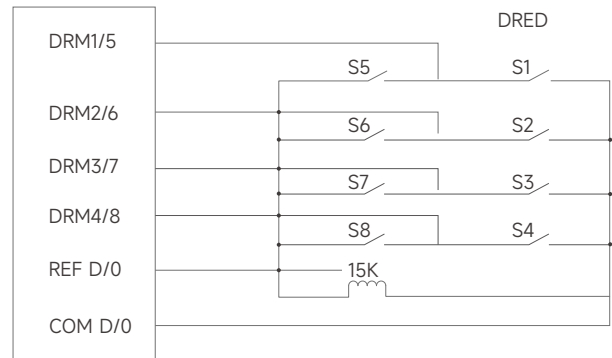 DRED
DRM1/5
S5 S1
DRM2/6
S6 S2
DRM3/7
S7 S3
DRM4/8
S8 S4
REF D/0
15K
COM D/0